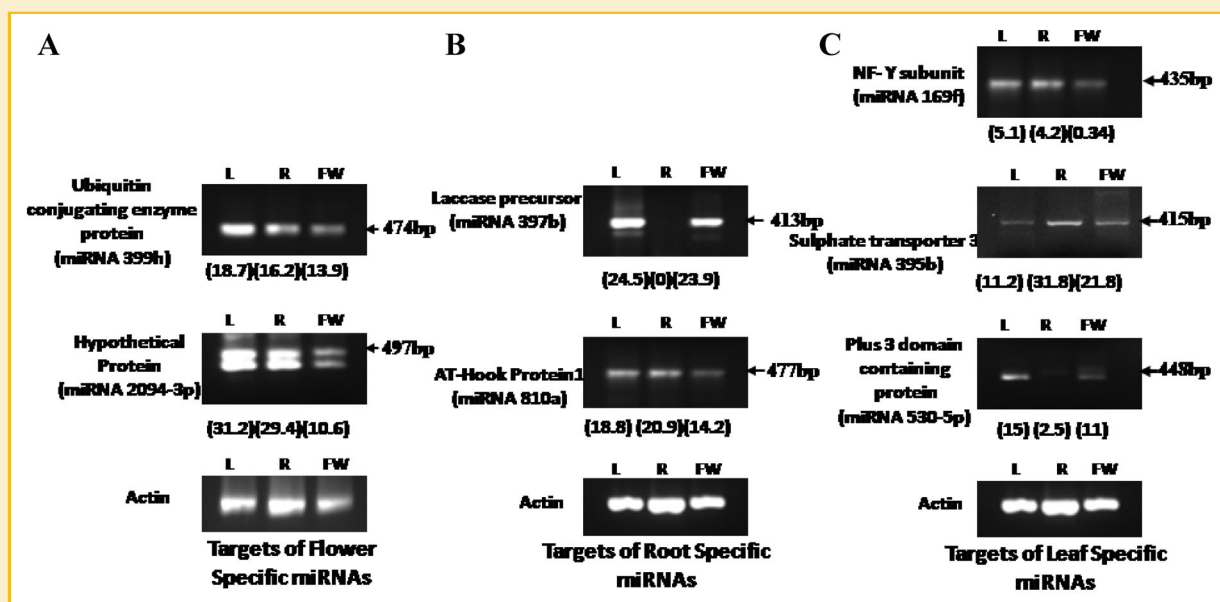 A
L R FW
Ubiquitin
conjugating enzyme
protein
(miRNA 399h)
474bp
(18.7)(16.2)(13.9)
L R FW
Hypothetical
Protein
(miRNA 2094-3p)
497bp
(31.2)(29.4)(10.6)
L R FW
Actin
Targets of Flower
Specific miRNAs
B
L R FW
Laccase precursor
(miRNA 397b)
413bp
(24.5)(0)(23.9)
L R FW
AT-Hook Protein1
(miRNA 810a)
477bp
(18.8) (20.9)(14.2)
L R FW
Actin
Targets of Root Specific
miRNAs
C
L R FW
NF- Y subunit
(miRNA 169f)
435bp
(5.1) (4.2)(0.34)
L R FW
Sulphate transporter 3
(miRNA 395b)
415bp
(11.2) (31.8)(21.8)
L R FW
Plus 3 domain
containing
protein
(miRNA 530-5p)
448bp
(15) (2.5) (11)
L R FW
Actin
Targets of Leaf Specific
miRNAs